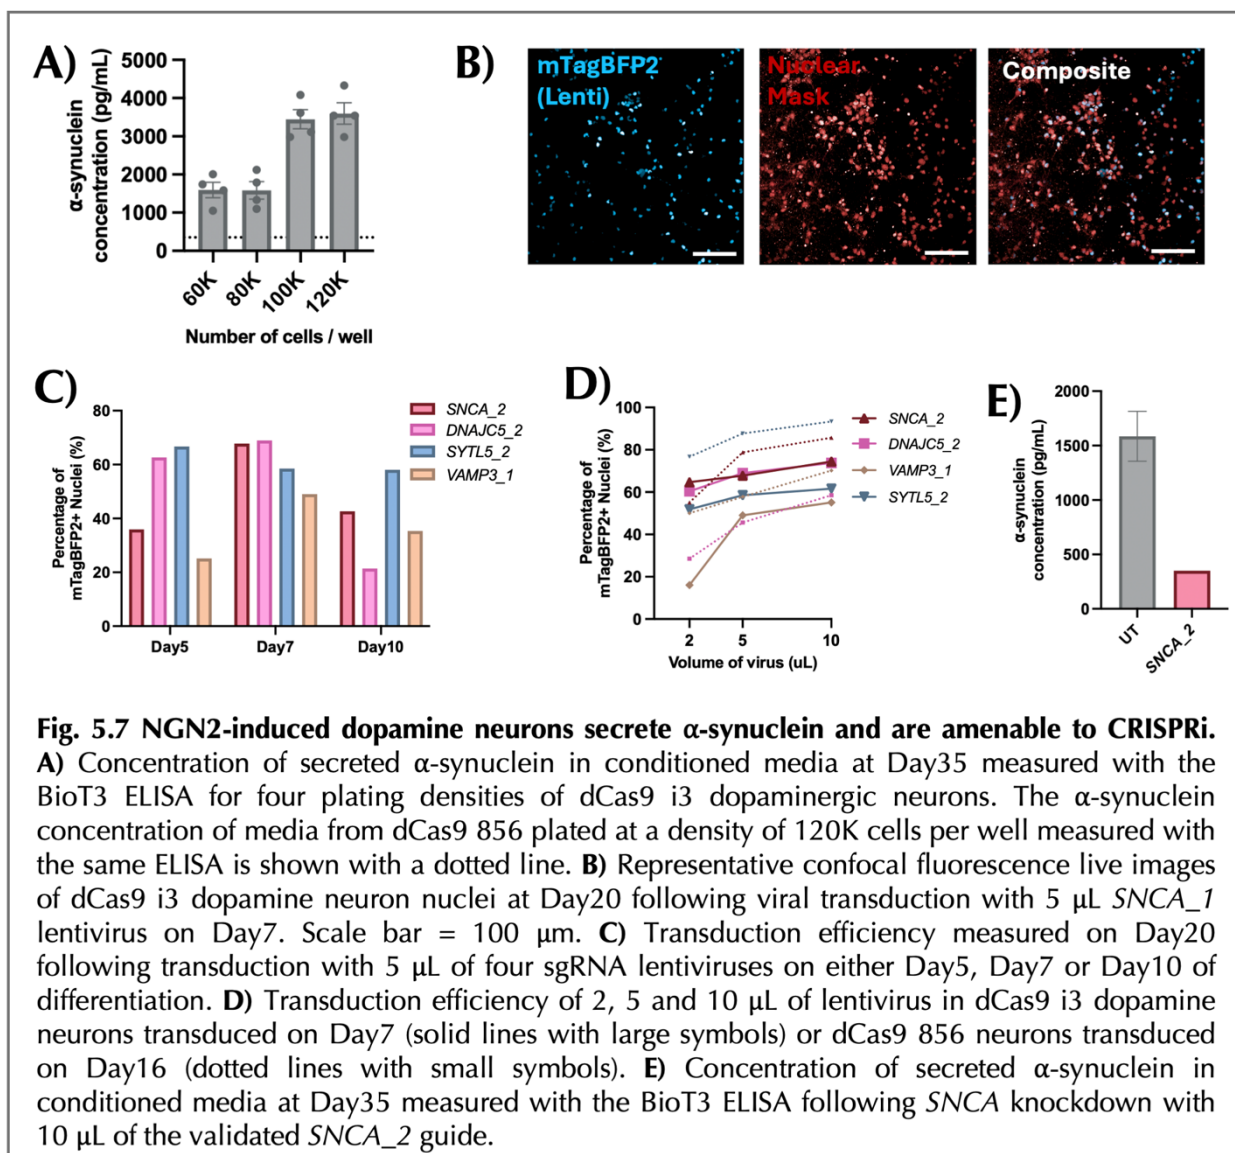 A)
α-synuclein
concentration (pg/mL)
5000
4000
3000
2000
1000
0
60K
80K
100K
120K
Number of cells / well
B)
mTagBFP2
(Lenti)
Nuclear
Mask
Composite
C)
Percentage of
mTagBFP2+ Nuclei (%)
80
60
40
20
0
Day5
Day7
Day10
SNCA_2
DNAJC5_2
SYTL5_2
VAMP3_1
D)
Percentage of
mTagBFP2+ Nuclei (%)
100
80
60
40
20
0
2
5
10
Volume of virus (uL)
SNCA_2
DNAJC5_2
VAMP3_1
SYTL5_2
E)
α-synuclein
concentration (pg/mL)
2000
1500
1000
500
0
UT
SNCA_2
Fig. 5.7 NGN2-induced dopamine neurons secrete α-synuclein and are amenable to CRISPRi.
A) Concentration of secreted α-synuclein in conditioned media at Day35 measured with the
BioT3 ELISA for four plating densities of dCas9 i3 dopaminergic neurons. The α-synuclein
concentration of media from dCas9 856 plated at a density of 120K cells per well measured with
the same ELISA is shown with a dotted line. B) Representative confocal fluorescence live images
of dCas9 i3 dopamine neuron nuclei at Day20 following viral transduction with 5 μL SNCA_1
lentivirus on Day7. Scale bar = 100 μm. C) Transduction efficiency measured on Day20
following transduction with 5 μL of four sgRNA lentiviruses on either Day5, Day7 or Day10 of
differentiation. D) Transduction efficiency of 2, 5 and 10 μL of lentivirus in dCas9 i3 dopamine
neurons transduced on Day7 (solid lines with large symbols) or dCas9 856 neurons transduced
on Day16 (dotted lines with small symbols). E) Concentration of secreted α-synuclein in
conditioned media at Day35 measured with the BioT3 ELISA following SNCA knockdown with
10 μL of the validated SNCA_2 guide.